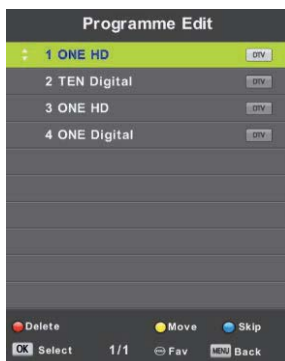 Programme Edit
1 ONE HD DTV
2 TEN Digital DTV
3 ONE HD DTV
4 ONE Digital DTV
Delete Move Skip
OK Select 1/1 Fav MENU Back